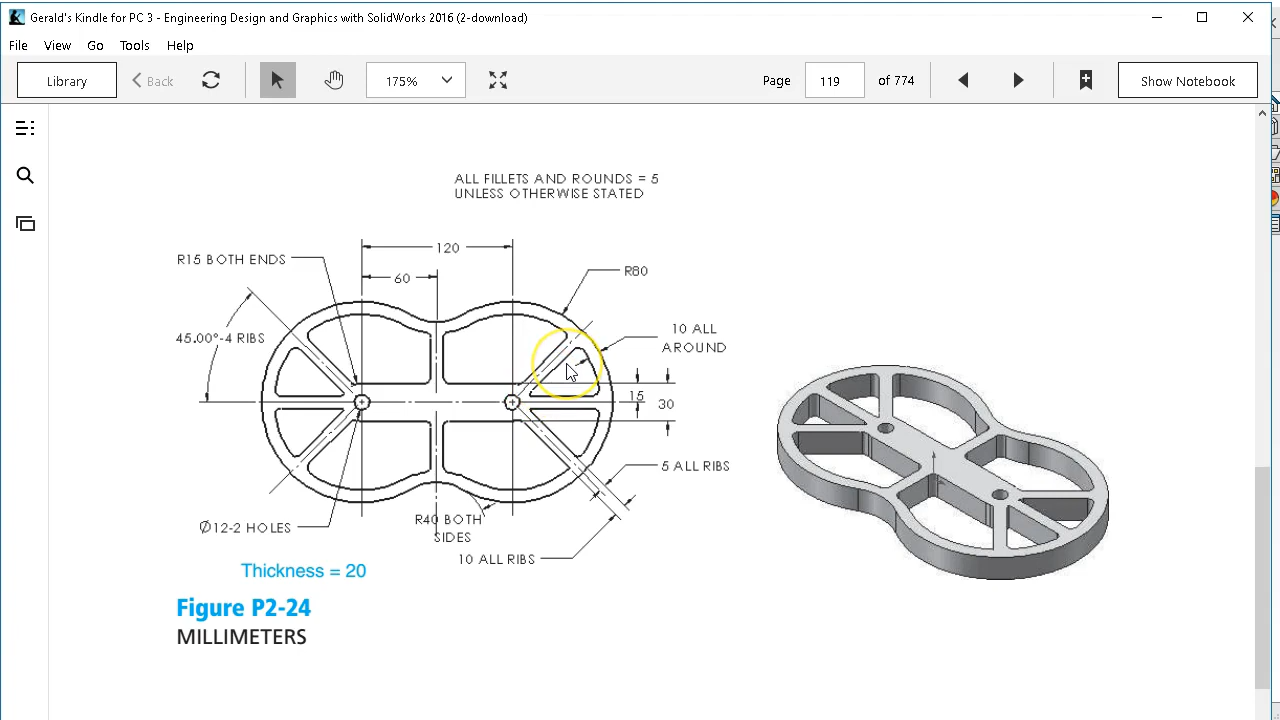 Gerald's Kindle for PC 3 - Engineering Design and Graphics with SolidWorks 2016 (2-download)
File View Go Tools Help
Library Back 175% Page 119 of 774 Show Notebook
ALL FILLETS AND ROUNDS = 5
UNLESS OTHERWISE STATED
120
R15 BOTH ENDS
60
R80
45.00°-4 RIBS
10 ALL
AROUND
15
30
5 ALL RIBS
R40 BOTH
SIDES
Ø12-2 HOLES
10 ALL RIBS
Thickness = 20
Figure P2-24
MILLIMETERS